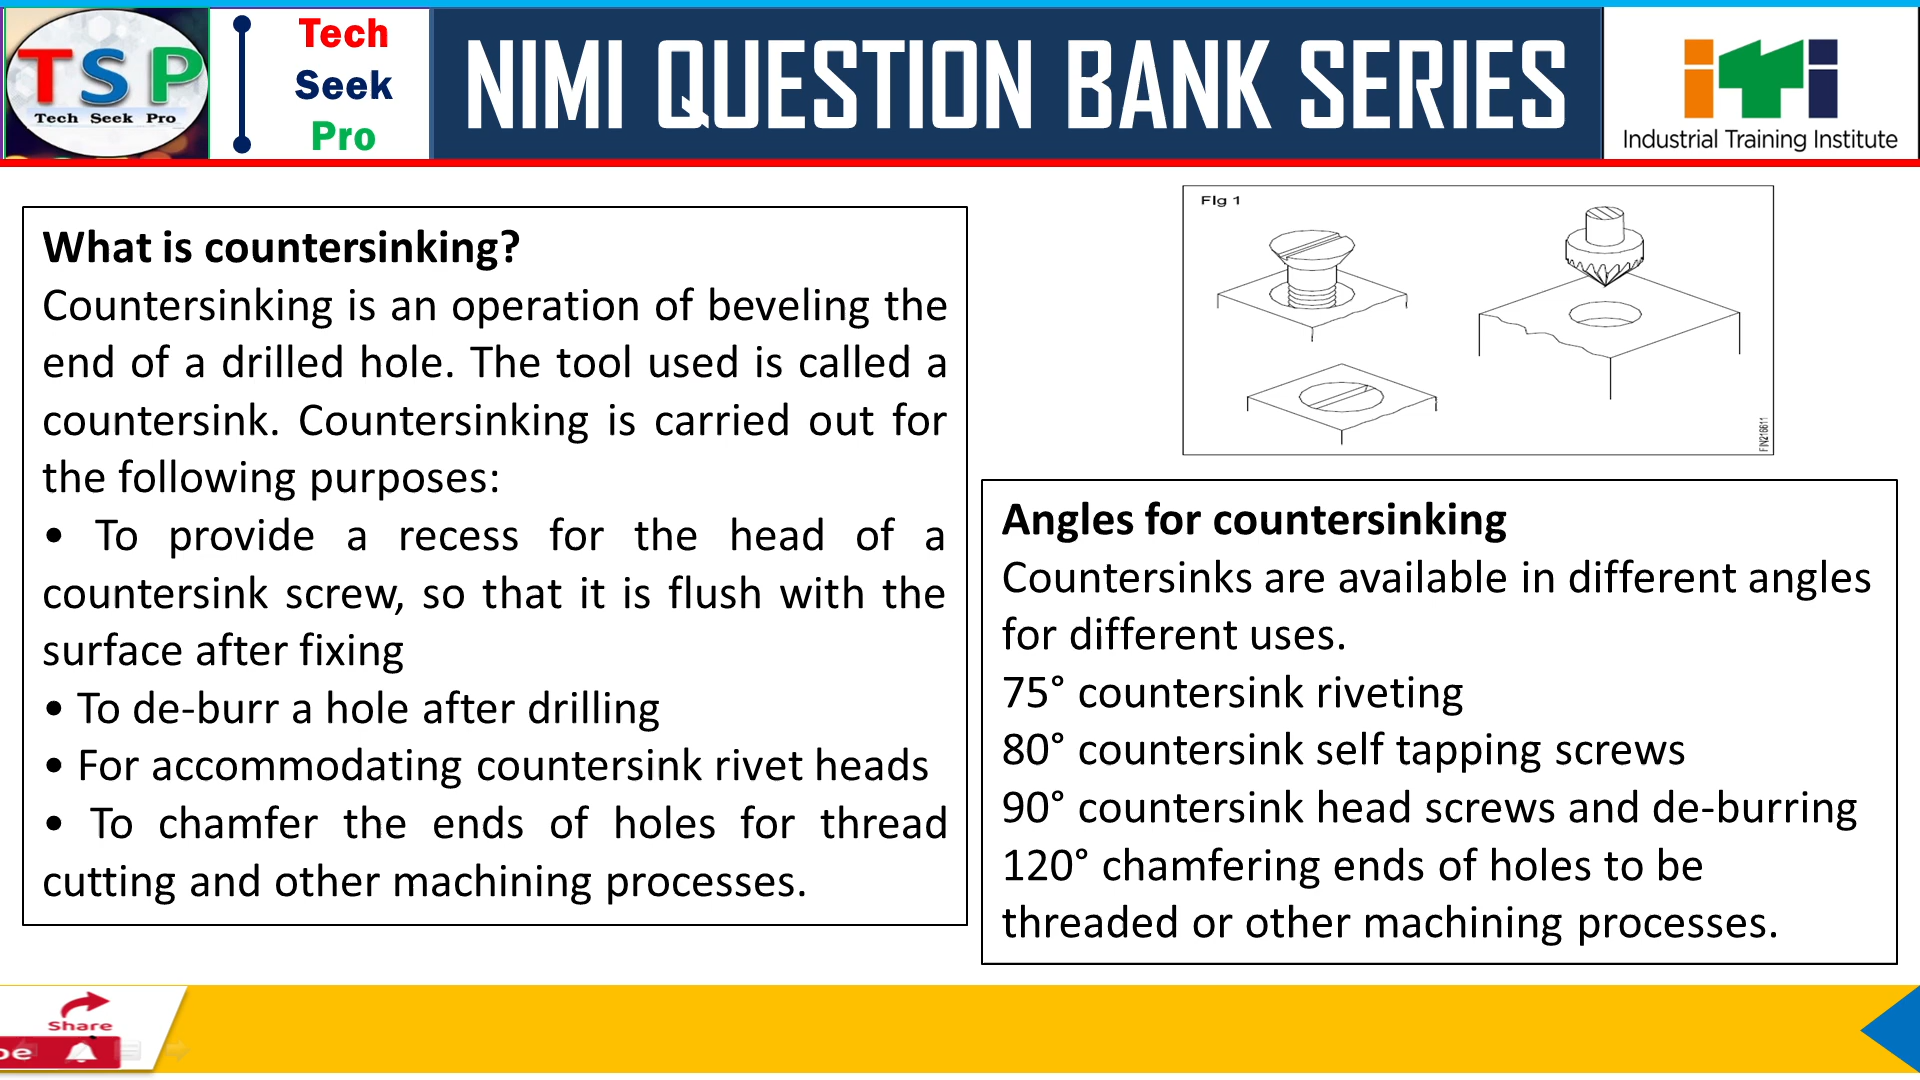 TSP
Tech Seek Pro
Tech
Seek
Pro
NIMI QUESTION BANK SERIES
iTi
Industrial Training Institute
What is countersinking?
Countersinking is an operation of beveling the
end of a drilled hole. The tool used is called a
countersink. Countersinking is carried out for
the following purposes:
• To provide a recess for the head of a
countersink screw, so that it is flush with the
surface after fixing
• To de-burr a hole after drilling
• For accommodating countersink rivet heads
• To chamfer the ends of holes for thread
cutting and other machining processes.
Fig 1
FIN216611
Angles for countersinking
Countersinks are available in different angles
for different uses.
75° countersink riveting
80° countersink self tapping screws
90° countersink head screws and de-burring
120° chamfering ends of holes to be
threaded or other machining processes.
Share
be